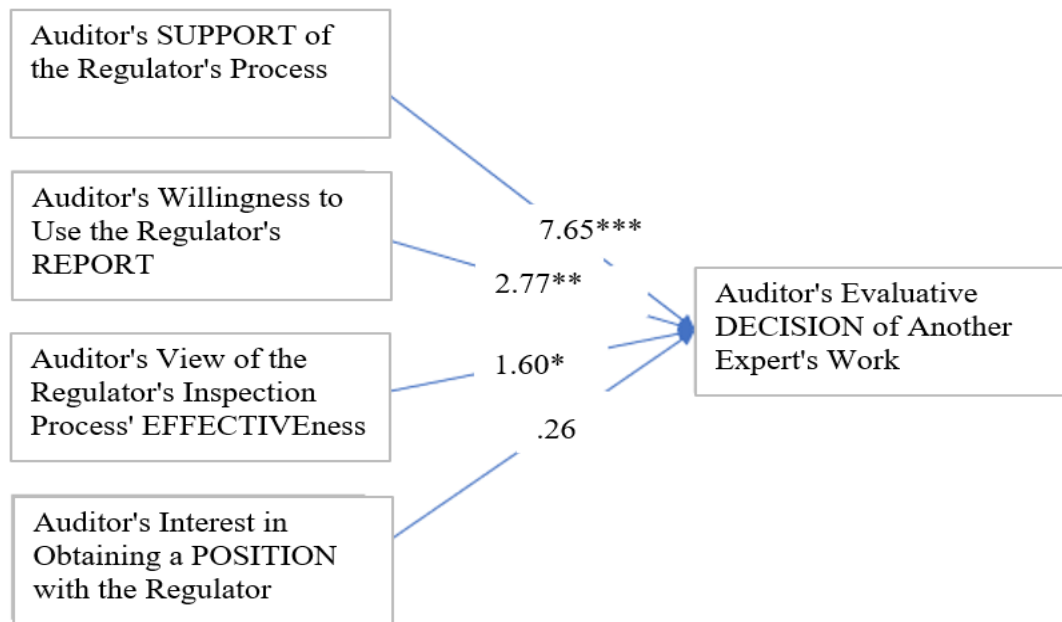 Auditor's SUPPORT of
the Regulator's Process
Auditor's Willingness to
Use the Regulator's
REPORT
Auditor's View of the
Regulator's Inspection
Process' EFFECTIVEness
Auditor's Interest in
Obtaining a POSITION
with the Regulator
7.65***
2.77**
1.60*
.26
Auditor's Evaluative
DECISION of Another
Expert's Work